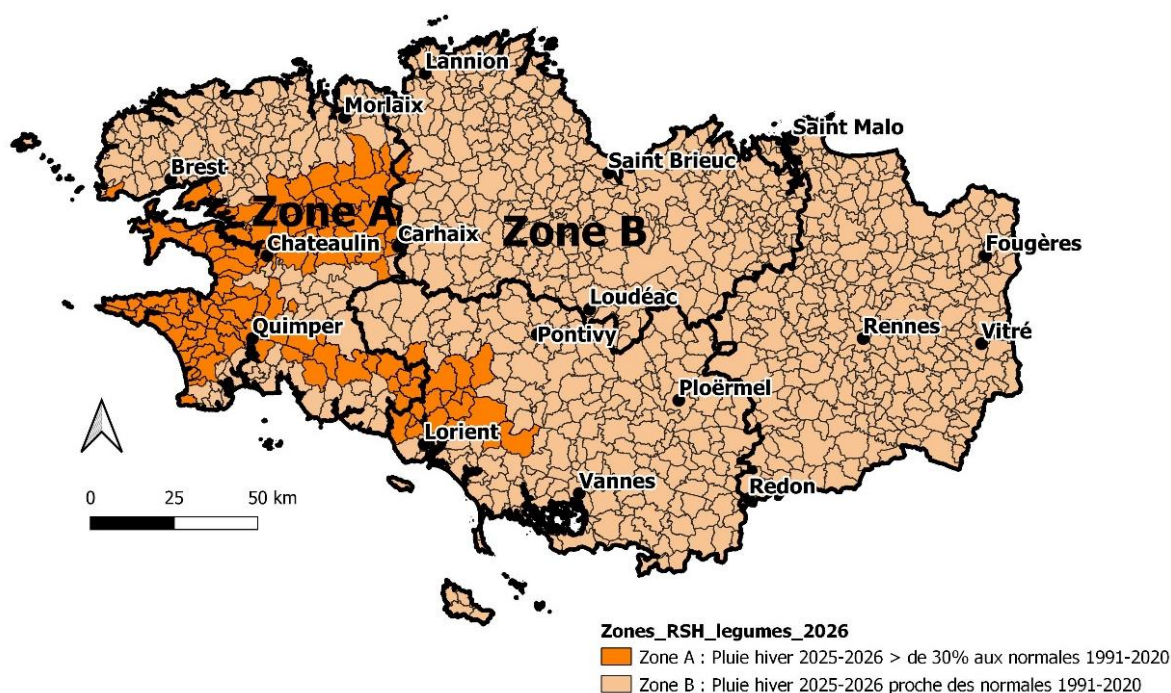 Lannion
Morlaix
Saint Malo
Brest
Saint Brieuc
Zone A
Zone B
Chateaulin
Carhaix
Fougères
Loudéac
Quimper
Pontivy
Rennes
Vitré
Ploërmel
Lorient
Vannes
Redon
0 25 50 km
Zones_RSH_legumes_2026
Zone A : Pluie hiver 2025-2026 > de 30% aux normales 1991-2020
Zone B : Pluie hiver 2025-2026 proche des normales 1991-2020